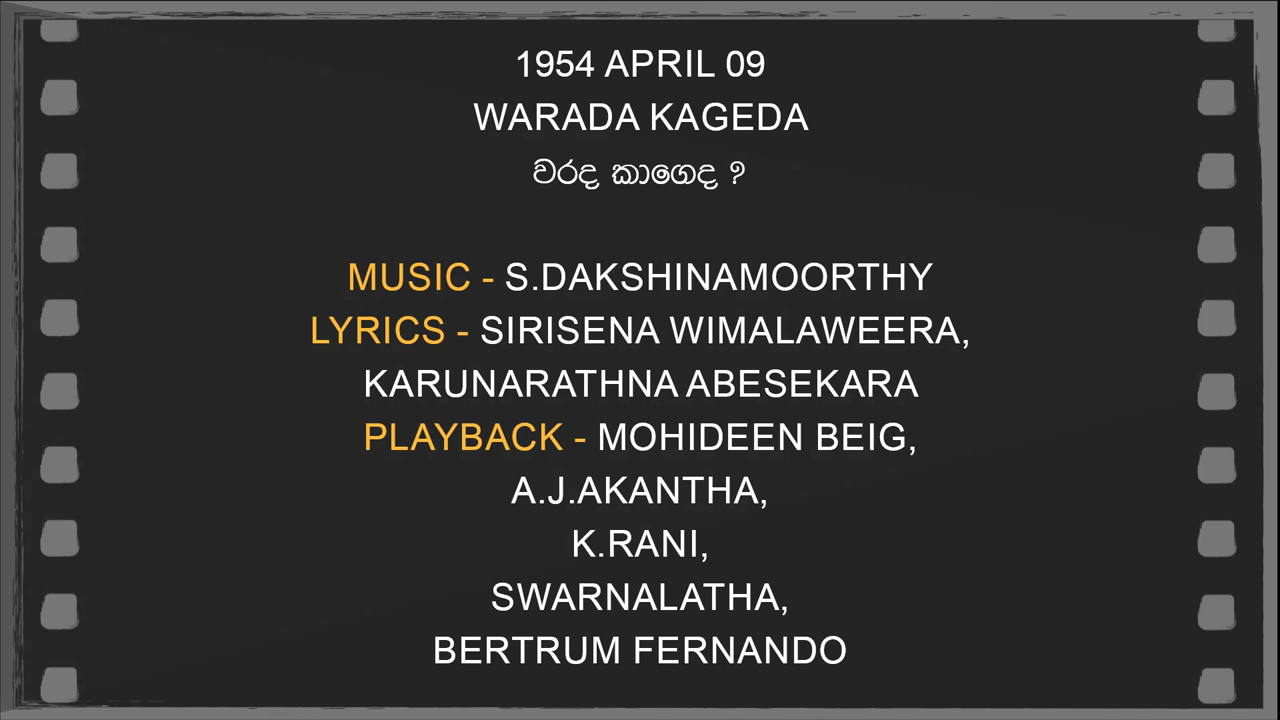 1954 APRIL 09
WARADA KAGEDA
වරද කාගෙද ?
MUSIC - S.DAKSHINAMOORTHY
LYRICS - SIRISENA WIMALAWEERA,
KARUNARATHNA ABESEKARA
PLAYBACK - MOHIDEEN BEIG,
A.J.AKANTHA,
K.RANI,
SWARNALATHA,
BERTRUM FERNANDO